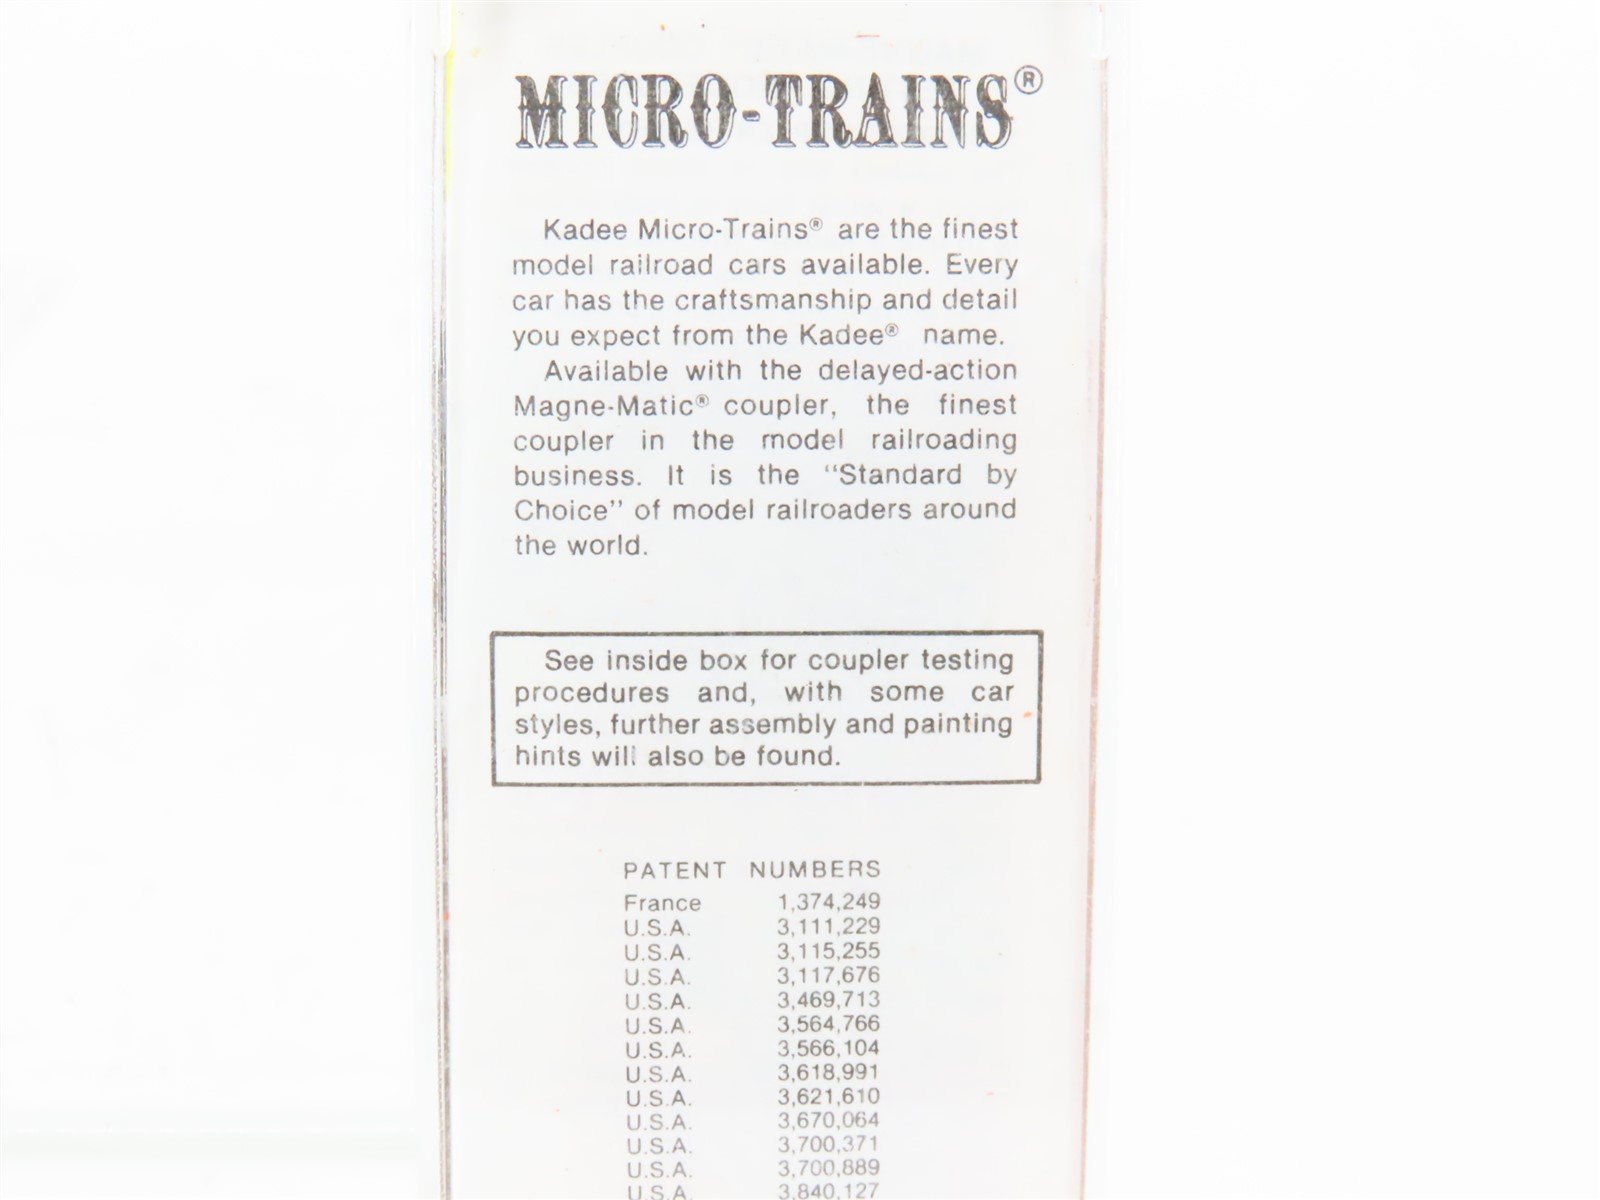 MICRO-TRAINS®
Kadee Micro-Trains® are the finest
model railroad cars available. Every
car has the craftsmanship and detail
you expect from the Kadee® name.
Available with the delayed-action
Magne-Matic® coupler, the finest
coupler in the model railroading
business. It is the “Standard by
Choice” of model railroaders around
the world.
See inside box for coupler testing
procedures and, with some car
styles, further assembly and painting
hints will also be found.
PATENT NUMBERS
France 1,374,249
U.S.A. 3,111,229
U.S.A. 3,115,255
U.S.A. 3,117,676
U.S.A. 3,469,713
U.S.A. 3,564,766
U.S.A. 3,566,104
U.S.A. 3,618,991
U.S.A. 3,621,610
U.S.A. 3,670,064
U.S.A. 3,700,371
U.S.A. 3,700,889
U.S.A. 3,840,127